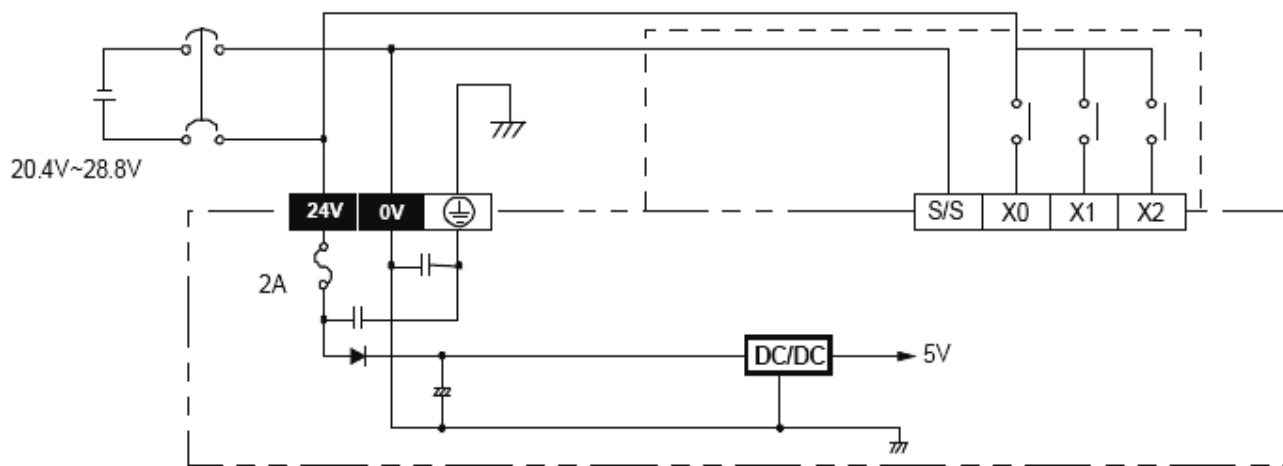 20.4V~28.8V
24V 0V
S/S X0 X1 X2
2A
DC/DC 5V